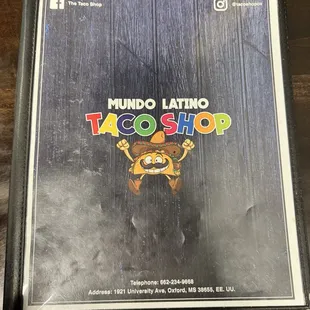 The Taco Shop
MUNDO LATINO
TACO SHOP
Telephone: 662-234-9658
Address: 1921 University Ave, Oxford, MS 38655, EE. UU.